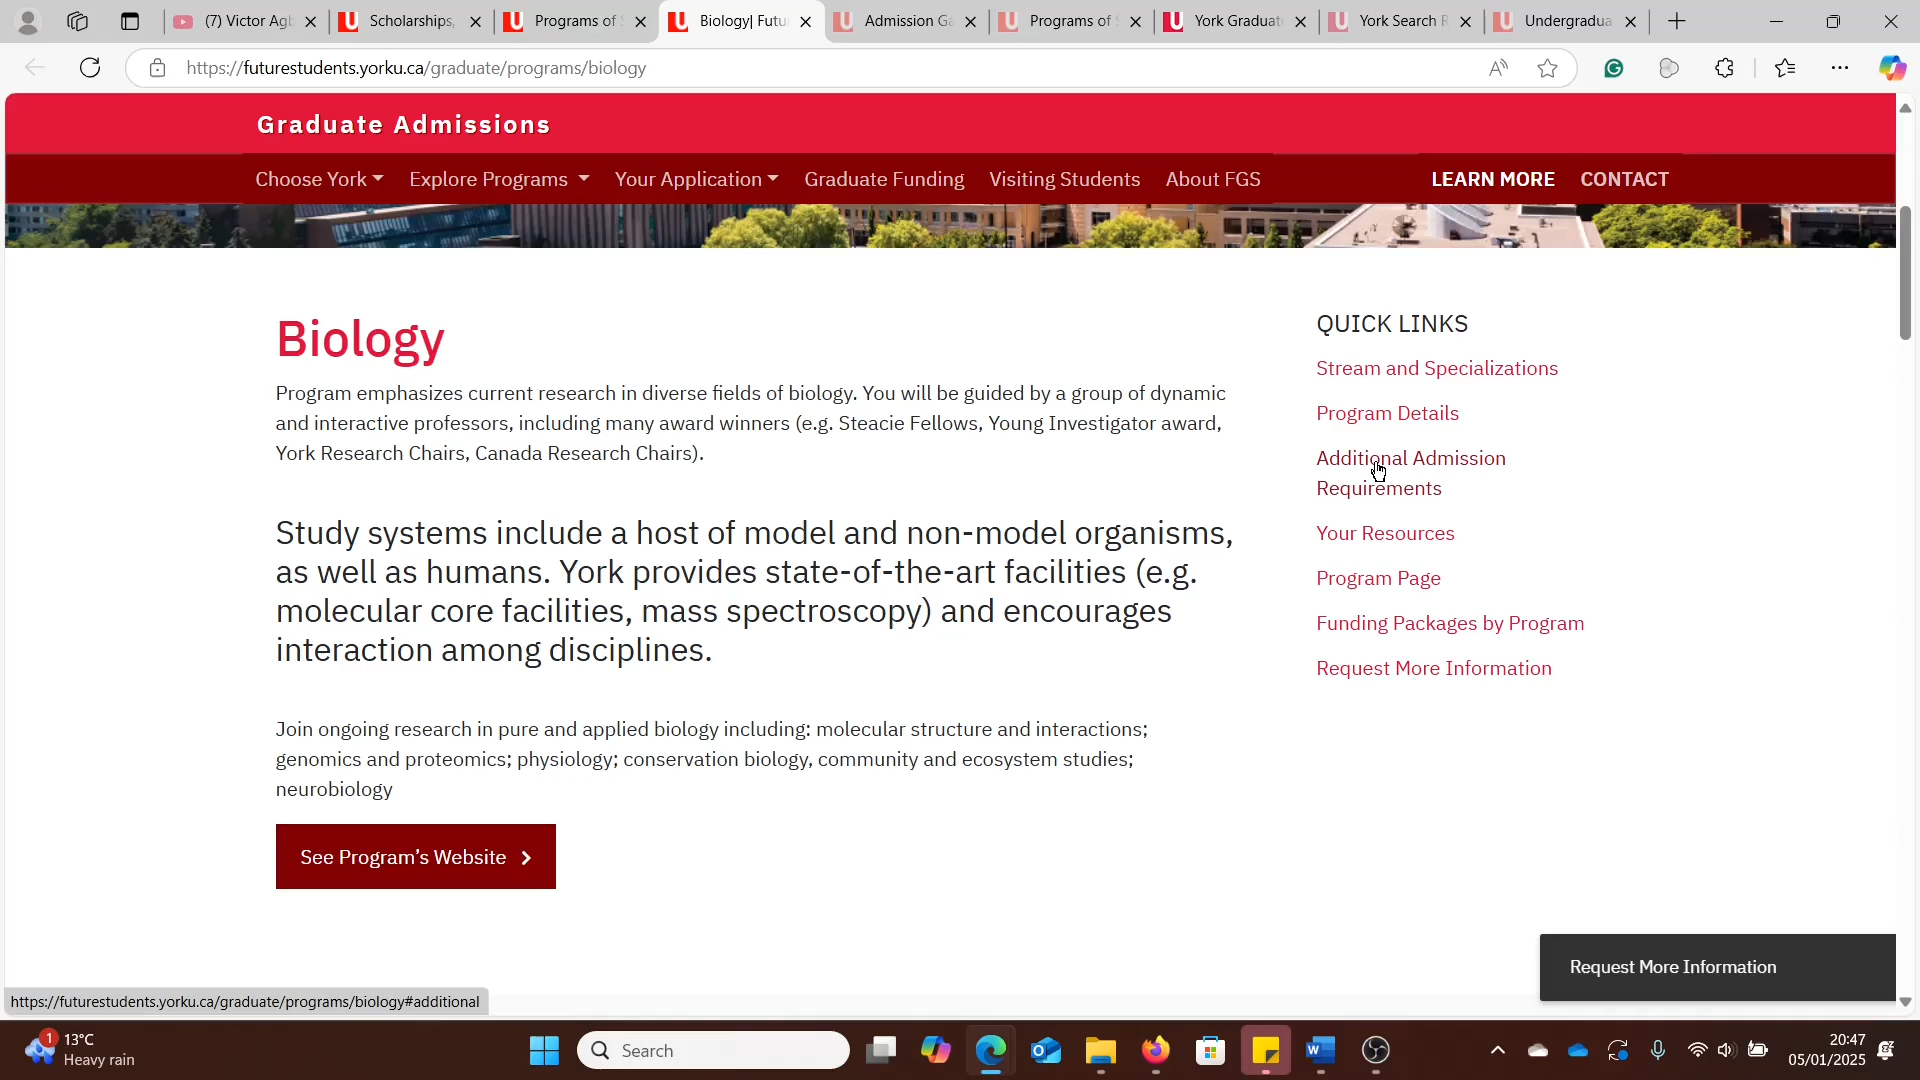 (7) Victor Ag
Scholarships,
Programs of
Biology| Futu
Admission Ga
Programs of
York Graduat
York Search R
Undergradua
https://futurestudents.yorku.ca/graduate/programs/biology
Graduate Admissions
Choose York
Explore Programs
Your Application
Graduate Funding
Visiting Students
About FGS
LEARN MORE
CONTACT
Biology
Program emphasizes current research in diverse fields of biology. You will be guided by a group of dynamic
and interactive professors, including many award winners (e.g. Steacie Fellows, Young Investigator award,
York Research Chairs, Canada Research Chairs).
Study systems include a host of model and non-model organisms,
as well as humans. York provides state-of-the-art facilities (e.g.
molecular core facilities, mass spectroscopy) and encourages
interaction among disciplines.
Join ongoing research in pure and applied biology including: molecular structure and interactions;
genomics and proteomics; physiology; conservation biology, community and ecosystem studies;
neurobiology
See Program's Website
QUICK LINKS
Stream and Specializations
Program Details
Additional Admission
Requirements
Your Resources
Program Page
Funding Packages by Program
Request More Information
Request More Information
https://futurestudents.yorku.ca/graduate/programs/biology#additional
1
13°C
Heavy rain
Search
20:47
05/01/2025